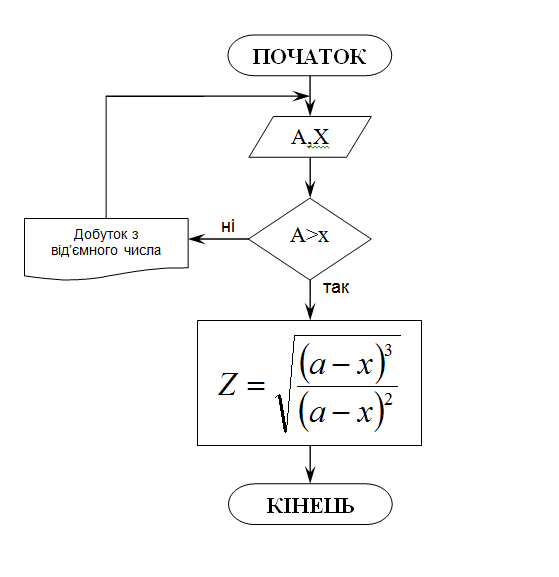 ПОЧАТОК
А,Х
А>х
ні
Добуток з
від'ємного числа
так
Z = √((a − x)³ / (a − x)²)
КІНЕЦЬ